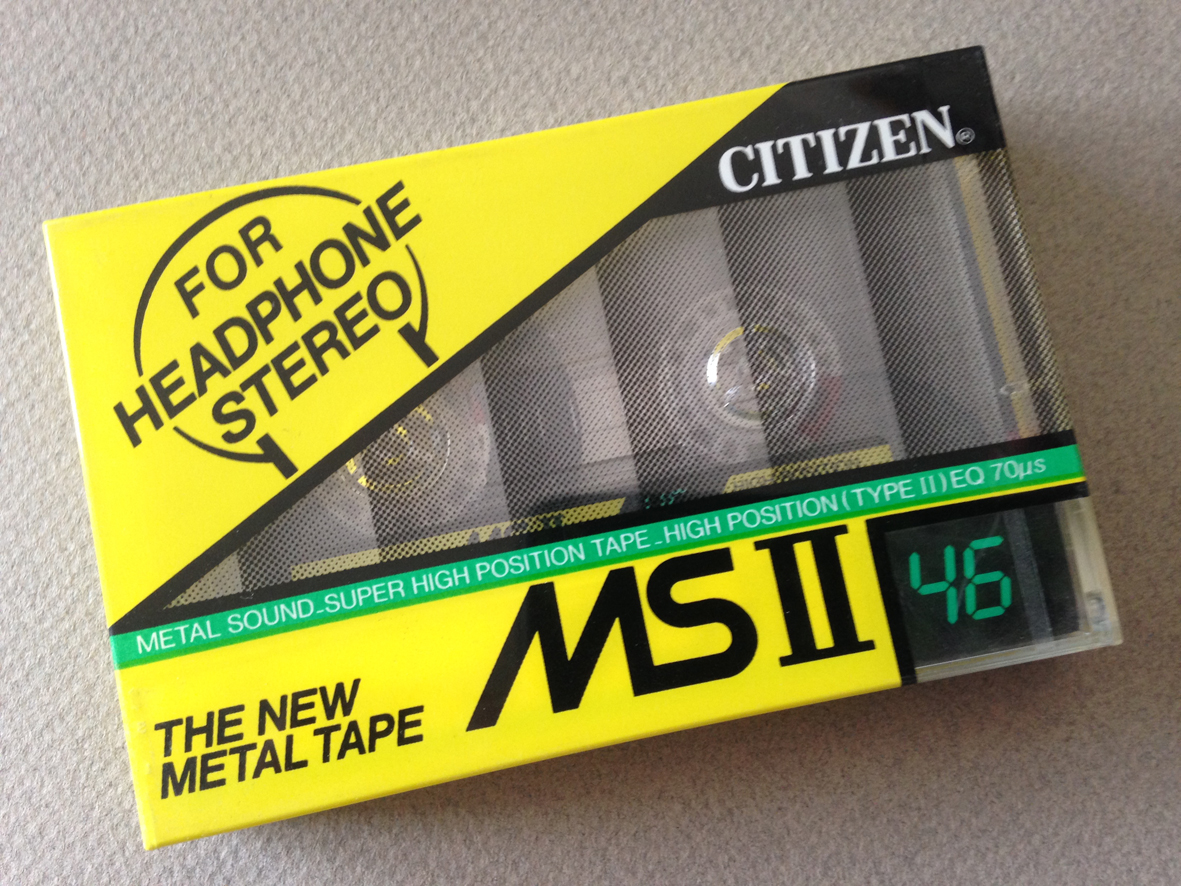 CITIZEN®
FOR
HEADPHONE
STEREO
METAL SOUND-SUPER HIGH POSITION TAPE-HIGH POSITION (TYPE II) EQ 70µs
MS II
46
THE NEW
METAL TAPE